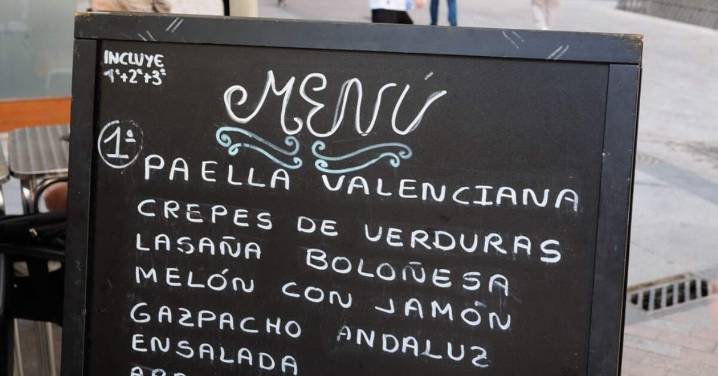 INCLUYE
1º+2º+3º
MENÚ
1º
PAELLA VALENCIANA
CREPES DE VERDURAS
LASAÑA BOLOÑESA
MELÓN CON JAMÓN
GAZPACHO ANDALUZ
ENSALADA